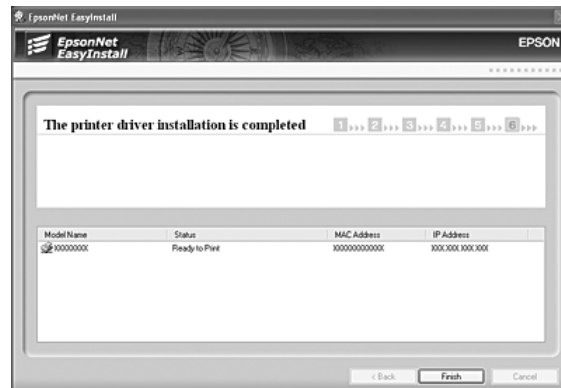 EpsonNet EasyInstall
EpsonNet
EasyInstall
EPSON
The printer driver installation is completed 1 2 3 4 5 6
Model Name Status MAC Address IP Address
XXXXXXXX Ready to Print XXXXXXXXXXXX XXX.XXX.XXX.XXX
< Back Finish Cancel